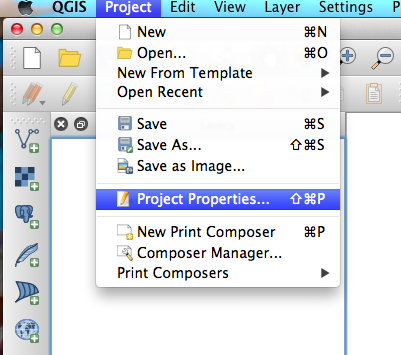 QGIS Project Edit View Layer Settings P
New ⌘N
Open... ⌘O
New From Template ▶
Open Recent ▶
Save ⌘S
Save As... ⇧⌘S
Save as Image...
Project Properties... ⇧⌘P
New Print Composer ⌘P
Composer Manager...
Print Composers ▶